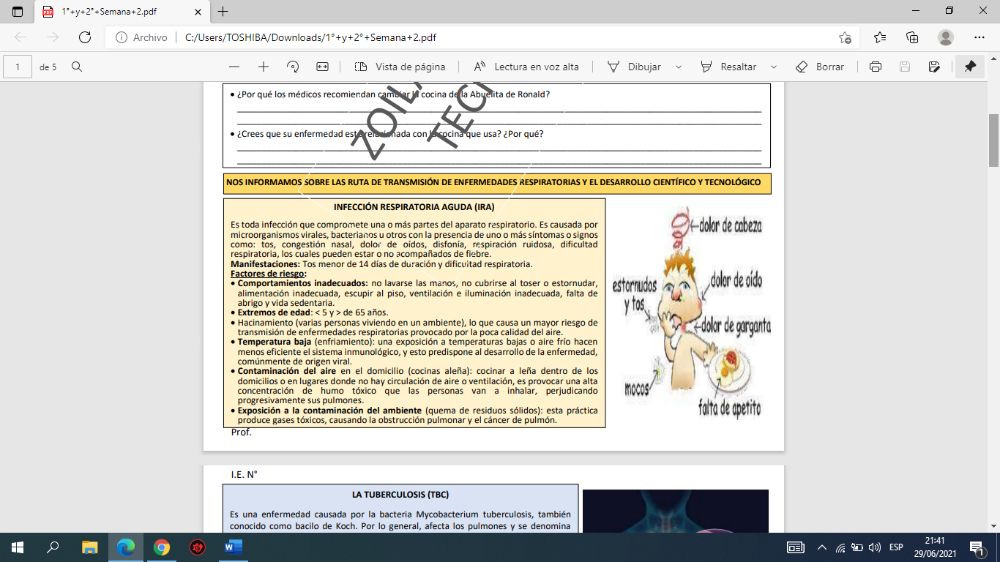 1°+y+2°+Semana+2.pdf
Archivo
C:/Users/TOSHIBA/Downloads/1°+y+2°+Semana+2.pdf
1 de 5
Vista de página
Lectura en voz alta
Dibujar
Resaltar
Borrar
• ¿Por qué los médicos recomiendan cambiar la cocina de la Abuelita de Ronald?
• ¿Crees que su enfermedad está relacionada con la cocina que usa? ¿Por qué?
ZOIL
TEC
NOS INFORMAMOS SOBRE LAS RUTA DE TRANSMISIÓN DE ENFERMEDADES RESPIRATORIAS Y EL DESARROLLO CIENTÍFICO Y TECNOLÓGICO
INFECCIÓN RESPIRATORIA AGUDA (IRA)
Es toda infección que compromete una o más partes del aparato respiratorio. Es causada por
microorganismos virales, bacterianos u otros con la presencia de uno o más síntomas o signos
como: tos, congestión nasal, dolor de oídos, disfonía, respiración ruidosa, dificultad
respiratoria, los cuales pueden estar o no acompañados de fiebre.
Manifestaciones: Tos menor de 14 días de duración y dificultad respiratoria.
Factores de riesgo:
• Comportamientos inadecuados: no lavarse las manos, no cubrirse al toser o estornudar,
alimentación inadecuada, escupir al piso, ventilación e iluminación inadecuada, falta de
abrigo y vida sedentaria.
• Extremos de edad: < 5 y > de 65 años.
• Hacinamiento (varias personas viviendo en un ambiente), lo que causa un mayor riesgo de
transmisión de enfermedades respiratorias provocado por la poca calidad del aire.
• Temperatura baja (enfriamiento): una exposición a temperaturas bajas o aire frío hacen
menos eficiente el sistema inmunológico, y esto predispone al desarrollo de la enfermedad,
comúnmente de origen viral.
• Contaminación del aire en el domicilio (cocinas aleña): cocinar a leña dentro de los
domicilios o en lugares donde no hay circulación de aire o ventilación, es provocar una alta
concentración de humo tóxico que las personas van a inhalar, perjudicando
progresivamente sus pulmones.
• Exposición a la contaminación del ambiente (quema de residuos sólidos): esta práctica
produce gases tóxicos, causando la obstrucción pulmonar y el cáncer de pulmón.
dolor de cabeza
estornudos
y tos
dolor de oído
dolor de garganta
mocos
falta de apetito
Prof.
I.E. N°
LA TUBERCULOSIS (TBC)
Es una enfermedad causada por la bacteria Mycobacterium tuberculosis, también
conocido como bacilo de Koch. Por lo general, afecta los pulmones y se denomina
ESP
21:41
29/06/2021
1